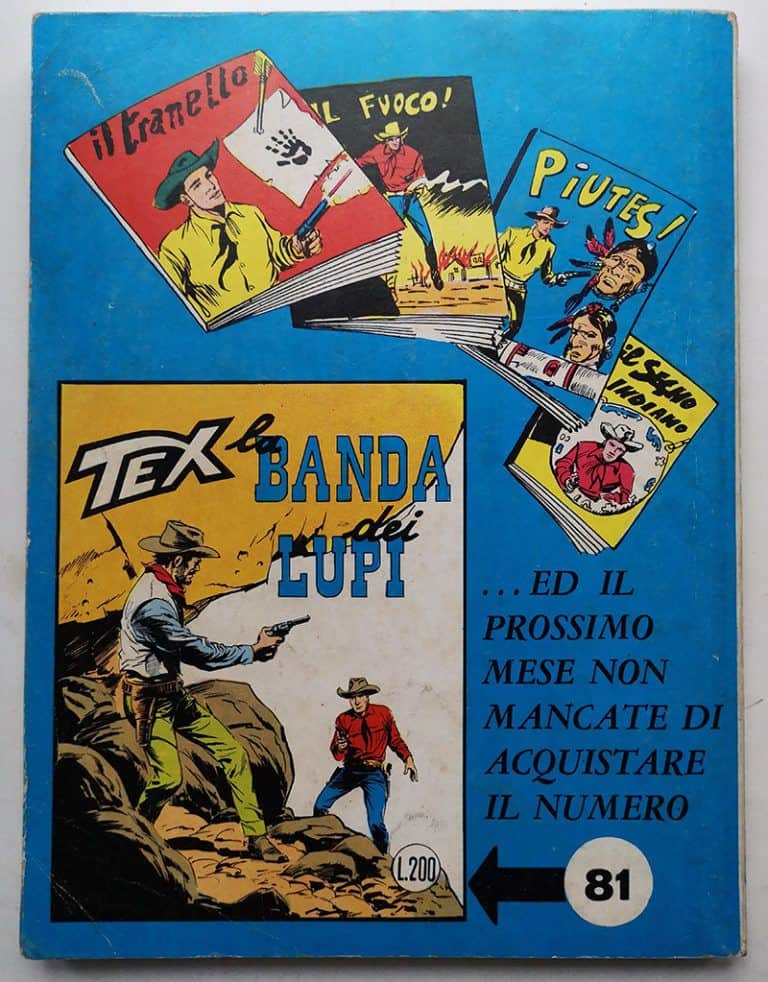 il tranello
IL FUOCO!
PiUTES!
El SEGNO
INDIANO
TEX
la
BANDA
dei
LUPI
L.200
...ED IL
PROSSIMO
MESE NON
MANCATE DI
ACQUISTARE
IL NUMERO
81